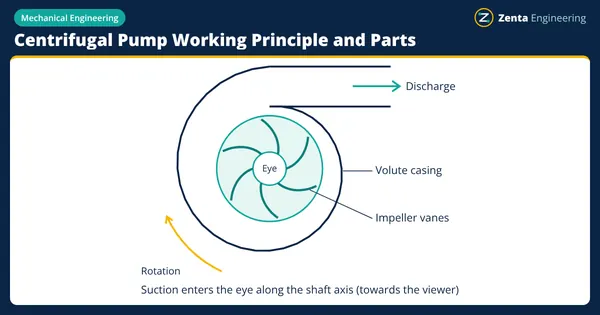 Mechanical Engineering
Zenta Engineering
Centrifugal Pump Working Principle and Parts
Discharge
Eye
Volute casing
Impeller vanes
Rotation
Suction enters the eye along the shaft axis (towards the viewer)